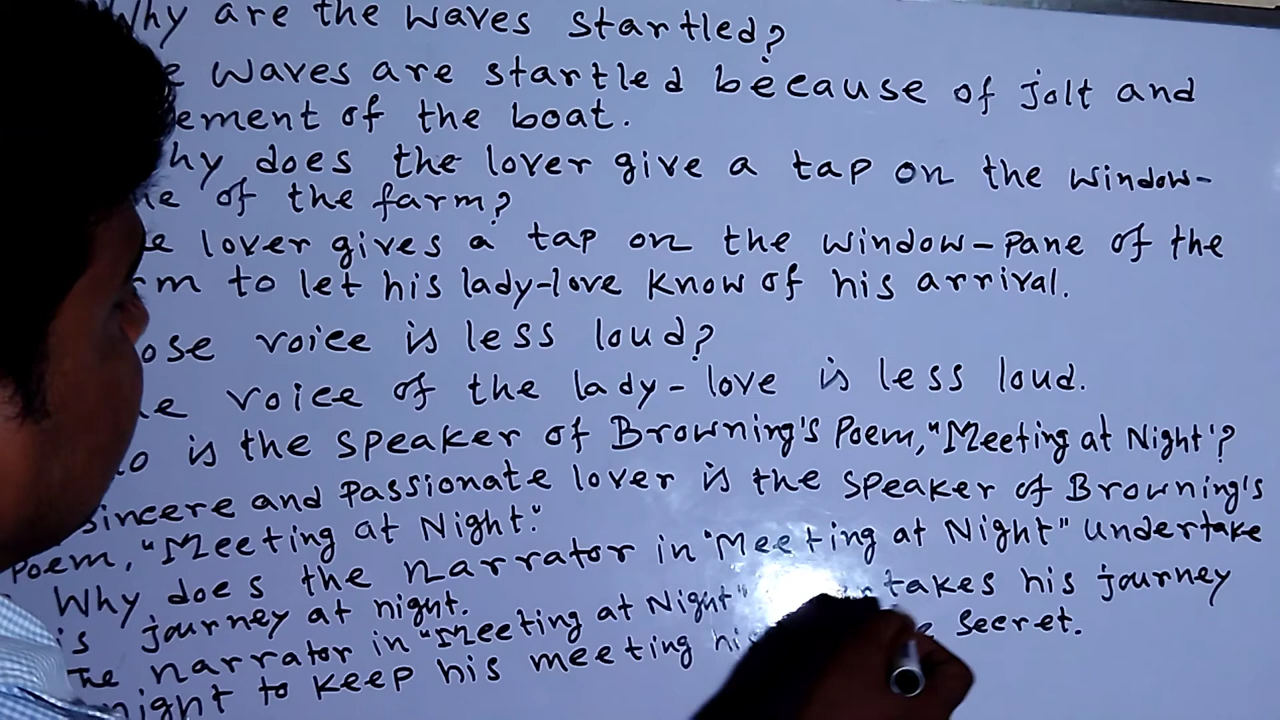 Why are the waves startled?
waves are startled because of jolt and
ement of the boat.
hy does the lover give a tap on the window-
of the farm?
lover gives a tap on the window-pane of the
rm to let his lady-love know of his arrival.
ose voice is less loud?
voice of the lady-love is less loud.
is the speaker of Browning's Poem, "Meeting at Night'?
sincere and passionate lover is the speaker of Browning's
Poem, "Meeting at Night."
Why does the narrator in "Meeting at Night" undertake
is journey at night.
The narrator in "Meeting at Night" takes his journey
night to keep his meeting secret.